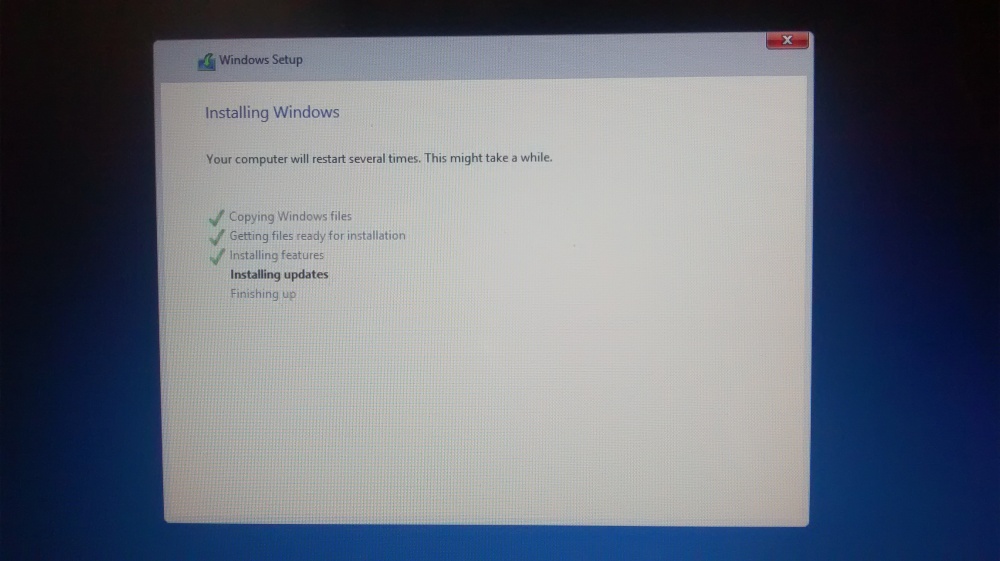 Windows Setup
Installing Windows
Your computer will restart several times. This might take a while.
Copying Windows files
Getting files ready for installation
Installing features
Installing updates
Finishing up